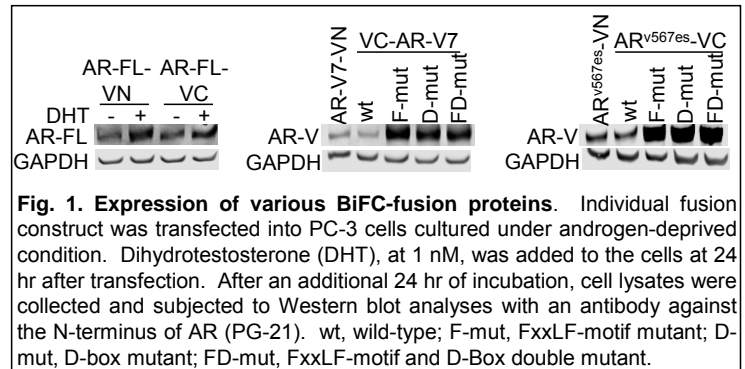 AR-FL-VN AR-FL-VC
DHT - + - +
AR-FL
GAPDH
AR-V7-VN
VC-AR-V7
wt F-mut D-mut FD-mut
AR-V
GAPDH
ARv567es-VN
ARv567es-VC
wt F-mut D-mut FD-mut
AR-V
GAPDH
Fig. 1. Expression of various BiFC-fusion proteins. Individual fusion
construct was transfected into PC-3 cells cultured under androgen-deprived
condition. Dihydrotestosterone (DHT), at 1 nM, was added to the cells at 24
hr after transfection. After an additional 24 hr of incubation, cell lysates were
collected and subjected to Western blot analyses with an antibody against
the N-terminus of AR (PG-21). wt, wild-type; F-mut, FxxLF-motif mutant; D-
mut, D-box mutant; FD-mut, FxxLF-motif and D-Box double mutant.